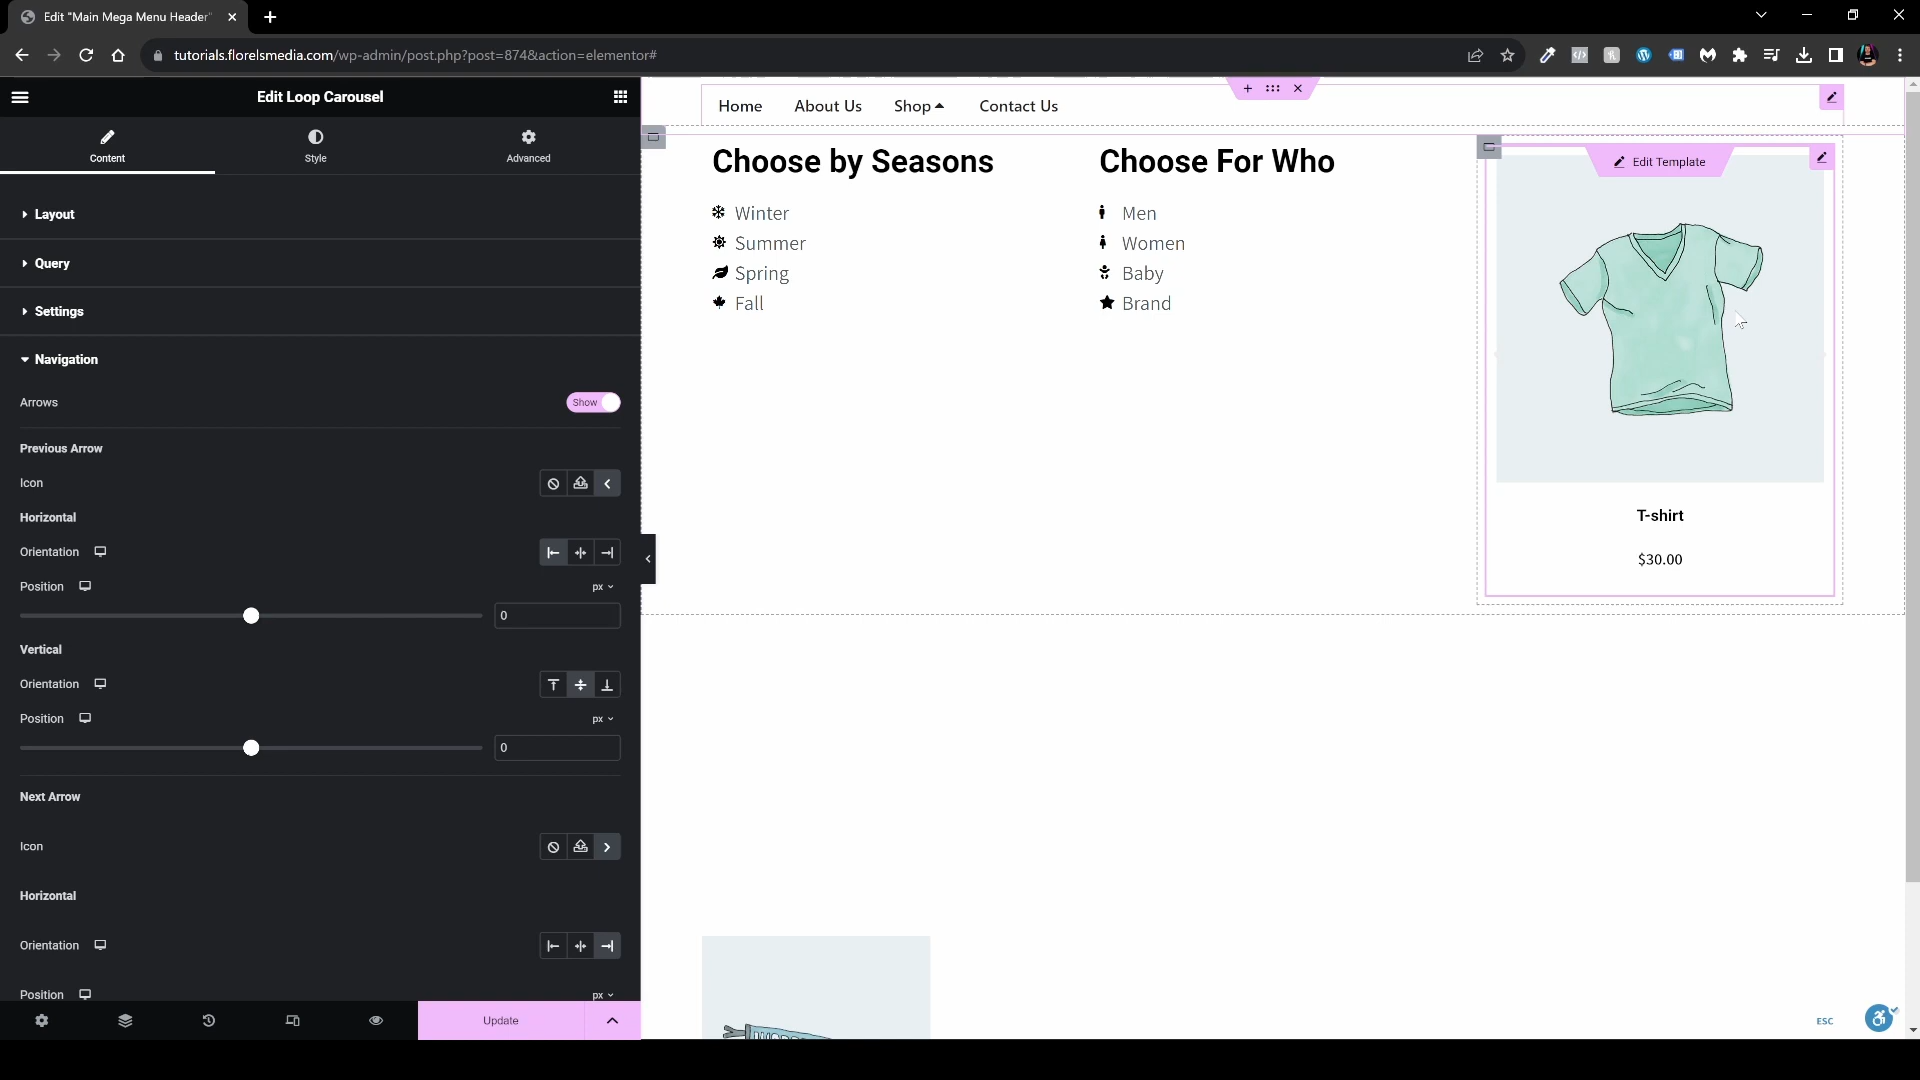 Edit "Main Mega Menu Header"
tutorials.florelsmedia.com/wp-admin/post.php?post=874&action=elementor#
Edit Loop Carousel
Content
Style
Advanced
Layout
Query
Settings
Navigation
Arrows
Show
Previous Arrow
Icon
Horizontal
Orientation
Position
px
0
Vertical
Orientation
Position
px
0
Next Arrow
Icon
Horizontal
Orientation
Position
px
Update
Home
About Us
Shop
Contact Us
Choose by Seasons
Winter
Summer
Spring
Fall
Choose For Who
Men
Women
Baby
Brand
Edit Template
T-shirt
$30.00
ESC